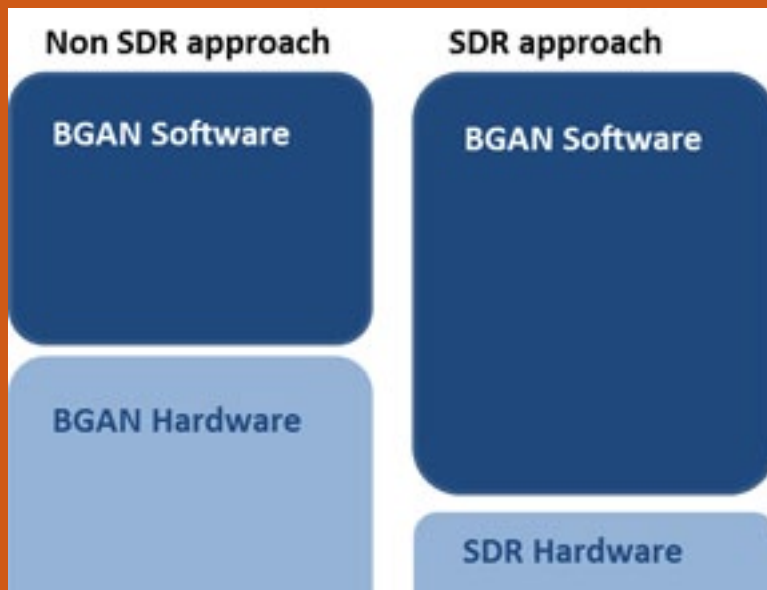 Non SDR approach
BGAN Software
BGAN Hardware
SDR approach
BGAN Software
SDR Hardware